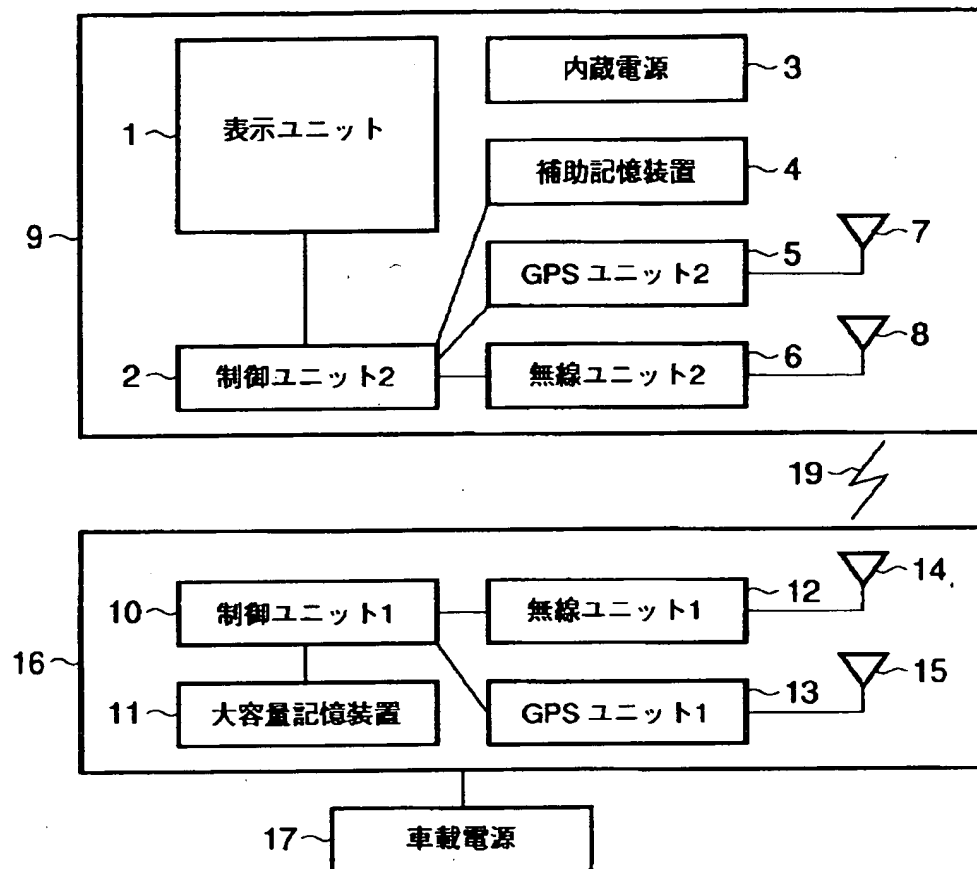 内蔵電源 3
1 表示ユニット
補助記憶装置 4
9
7
5
GPS ユニット2
8
2 制御ユニット2
無線ユニット2 6
19
14
10 制御ユニット1
無線ユニット1 12
16
15
11 大容量記憶装置
GPS ユニット1 13
17 車載電源